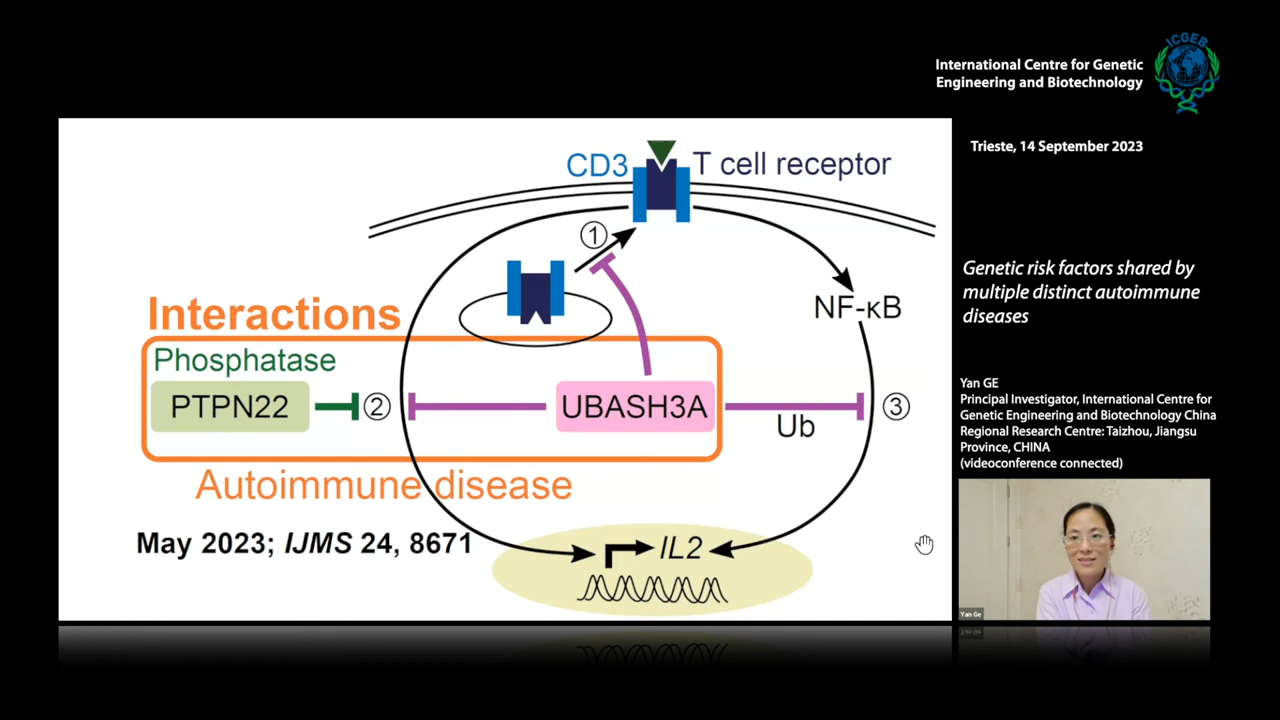 International Centre for Genetic
Engineering and Biotechnology
ICGEB
Trieste, 14 September 2023
CD3
T cell receptor
1
NF-κB
Interactions
Phosphatase
PTPN22
2
UBASH3A
3
Ub
Autoimmune disease
May 2023; IJMS 24, 8671
IL2
Genetic risk factors shared by
multiple distinct autoimmune
diseases
Yan GE
Principal Investigator, International Centre for
Genetic Engineering and Biotechnology China
Regional Research Centre: Taizhou, Jiangsu
Province, CHINA
(videoconference connected)
Yan Ge